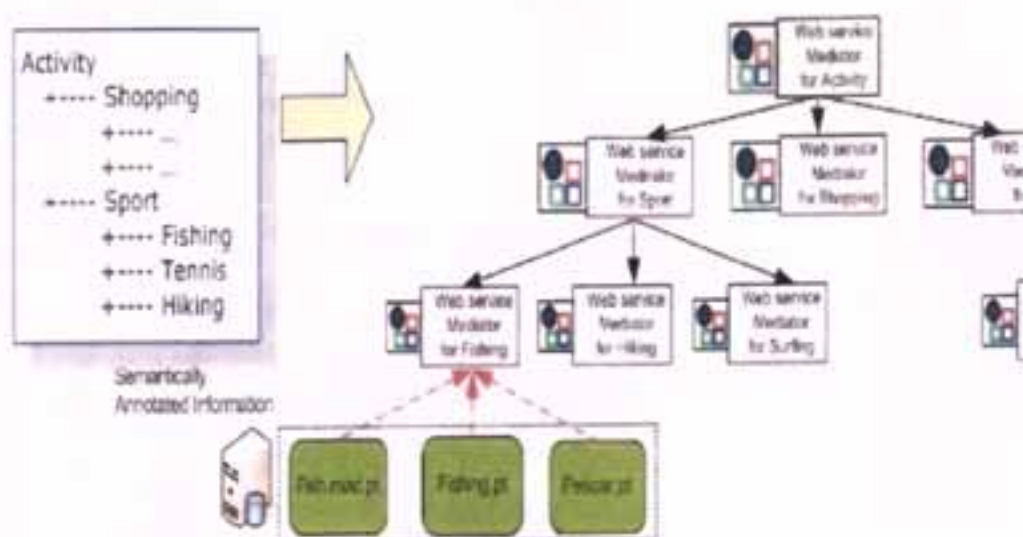 Activity
+---- Shopping
+---- ...
+---- ...
+---- Sport
+---- Fishing
+---- Tennis
+---- Hiking
Semantically
Annotated Information
Web service
Mediator
for Activity
Web service
Mediator
for Sport
Web service
Mediator
for Shopping
Web
Web service
Mediator
for Fishing
Web service
Mediator
for Hiking
Web service
Mediator
for Surfing
Fishing.pt
Pescar.pt